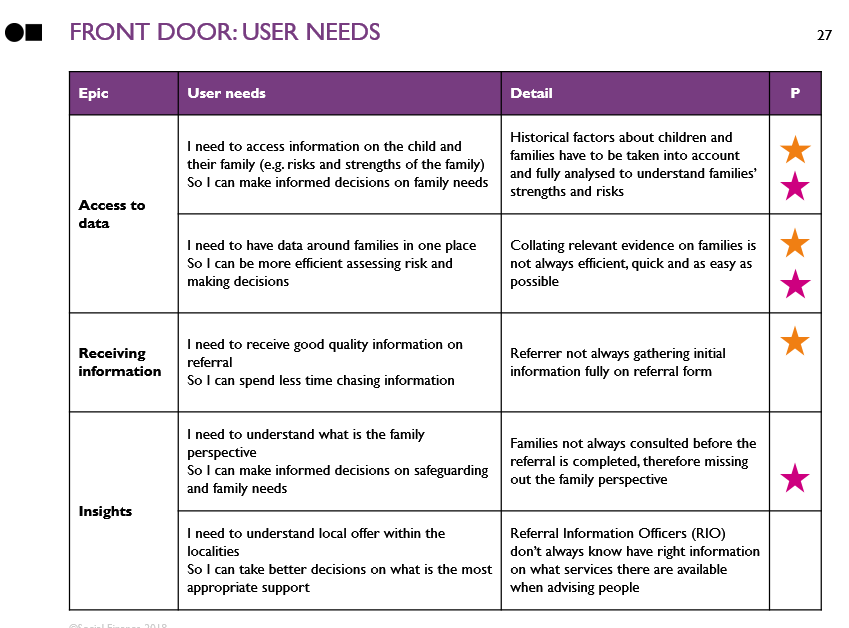 FRONT DOOR: USER NEEDS
27
Epic
User needs
Detail
P
Access to
data
I need to access information on the child and
their family (e.g. risks and strengths of the family)
So I can make informed decisions on family needs
Historical factors about children and
families have to be taken into account
and fully analysed to understand families'
strengths and risks
I need to have data around families in one place
So I can be more efficient assessing risk and
making decisions
Collating relevant evidence on families is
not always efficient, quick and as easy as
possible
Receiving
information
I need to receive good quality information on
referral
So I can spend less time chasing information
Referrer not always gathering initial
information fully on referral form
Insights
I need to understand what is the family
perspective
So I can make informed decisions on safeguarding
and family needs
Families not always consulted before the
referral is completed, therefore missing
out the family perspective
I need to understand local offer within the
localities
So I can take better decisions on what is the most
appropriate support
Referral Information Officers (RIO)
don't always know have right information
on what services there are available
when advising people
©Social Finance 2018